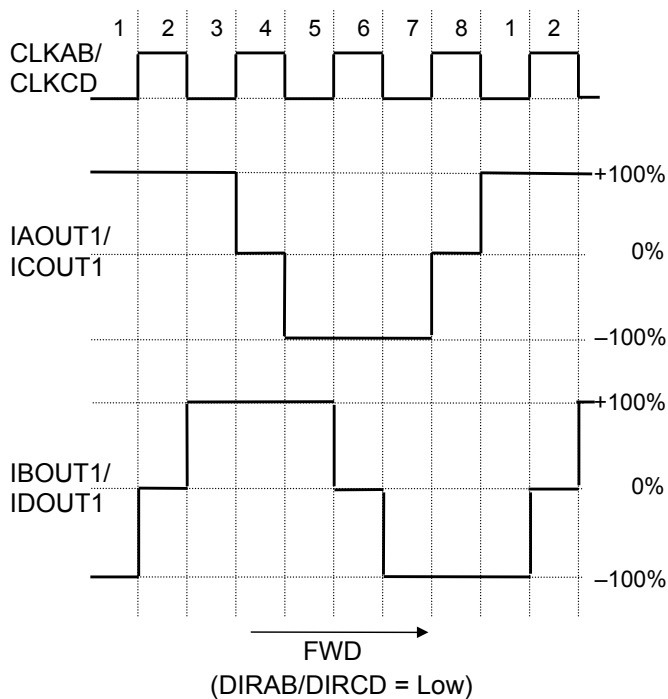 1 2 3 4 5 6 7 8 1 2
CLKAB/
CLKCD
+100%
IAOUT1/
ICOUT1
0%
–100%
+100%
IBOUT1/
IDOUT1
0%
–100%
FWD
(DIRAB/DIRCD = Low)